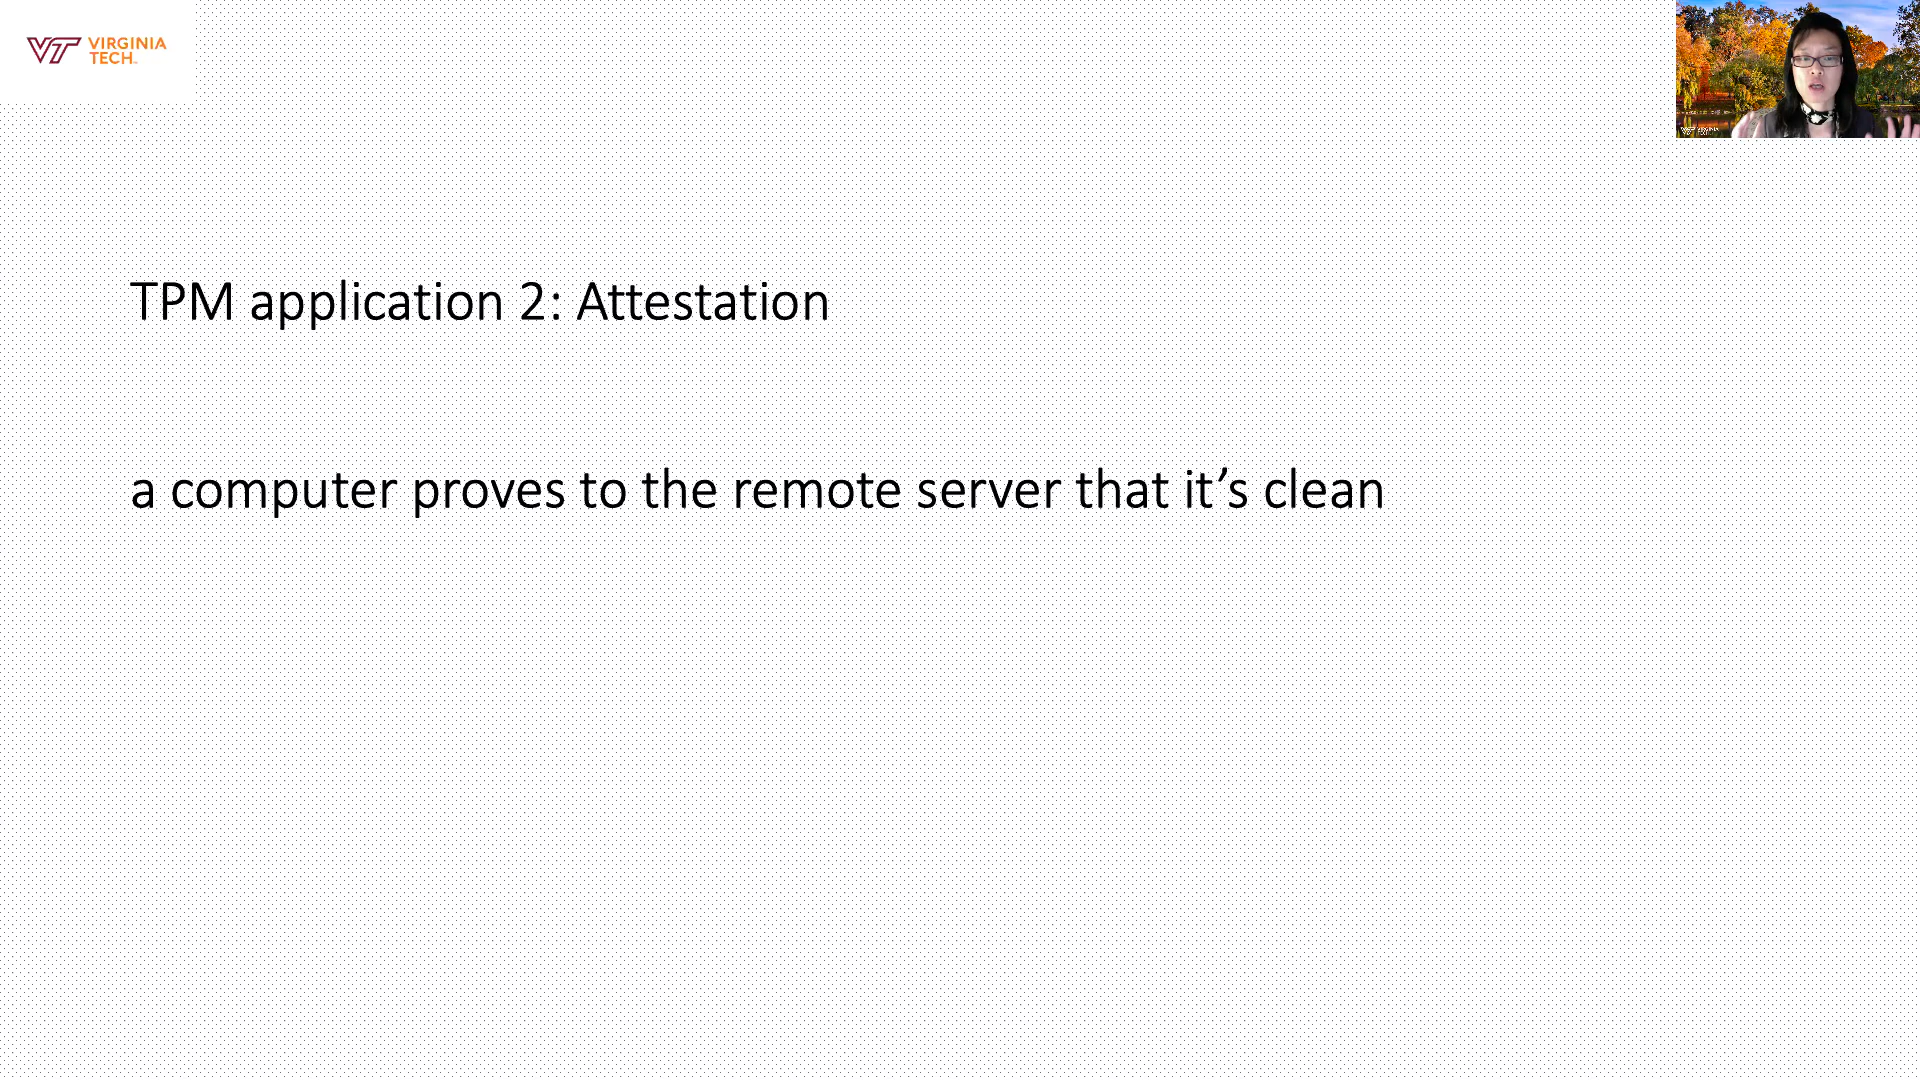 VIRGINIA
TECH
TPM application 2: Attestation
a computer proves to the remote server that it’s clean